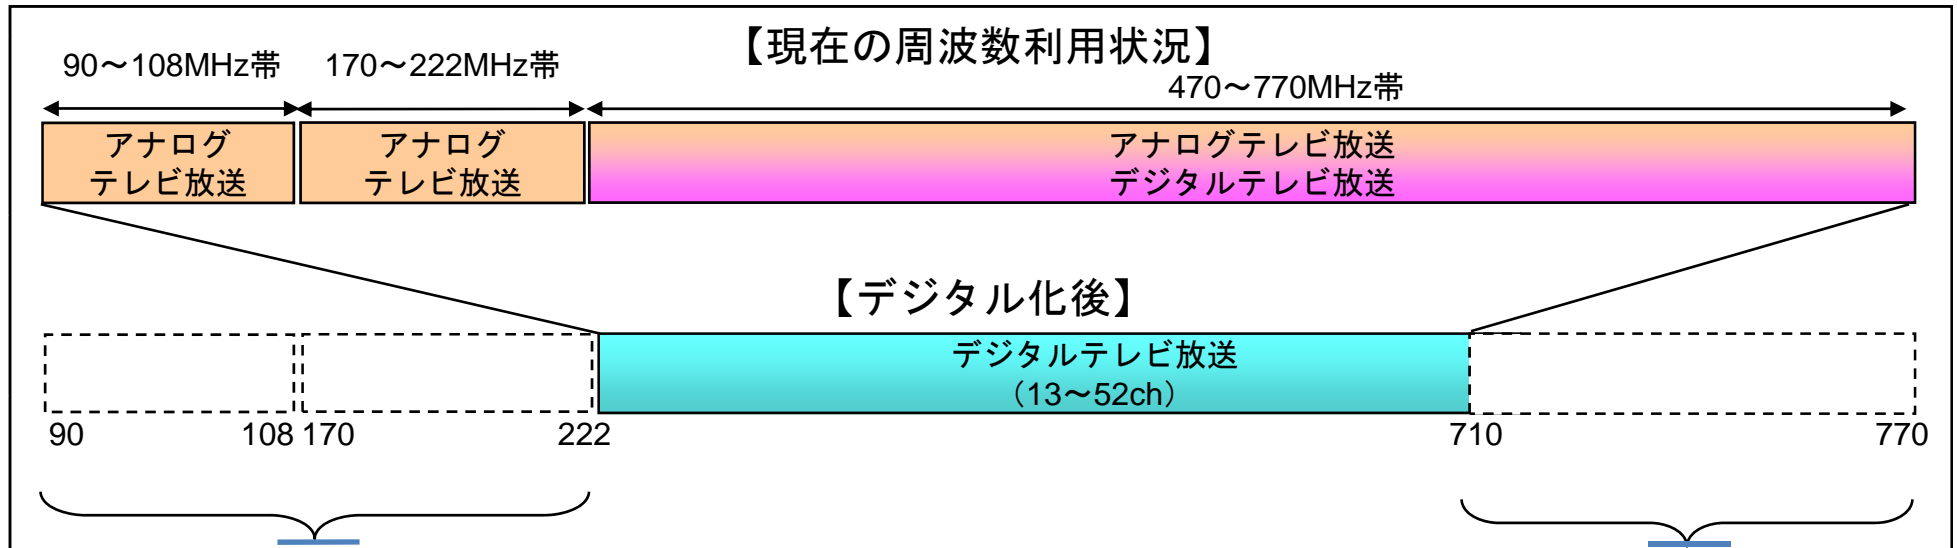 【現在の周波数利用状況】
90～108MHz帯
170～222MHz帯
470～770MHz帯
アナログ
テレビ放送
アナログ
テレビ放送
アナログテレビ放送
デジタルテレビ放送
【デジタル化後】
デジタルテレビ放送
（13～52ch）
90
108
170
222
710
770